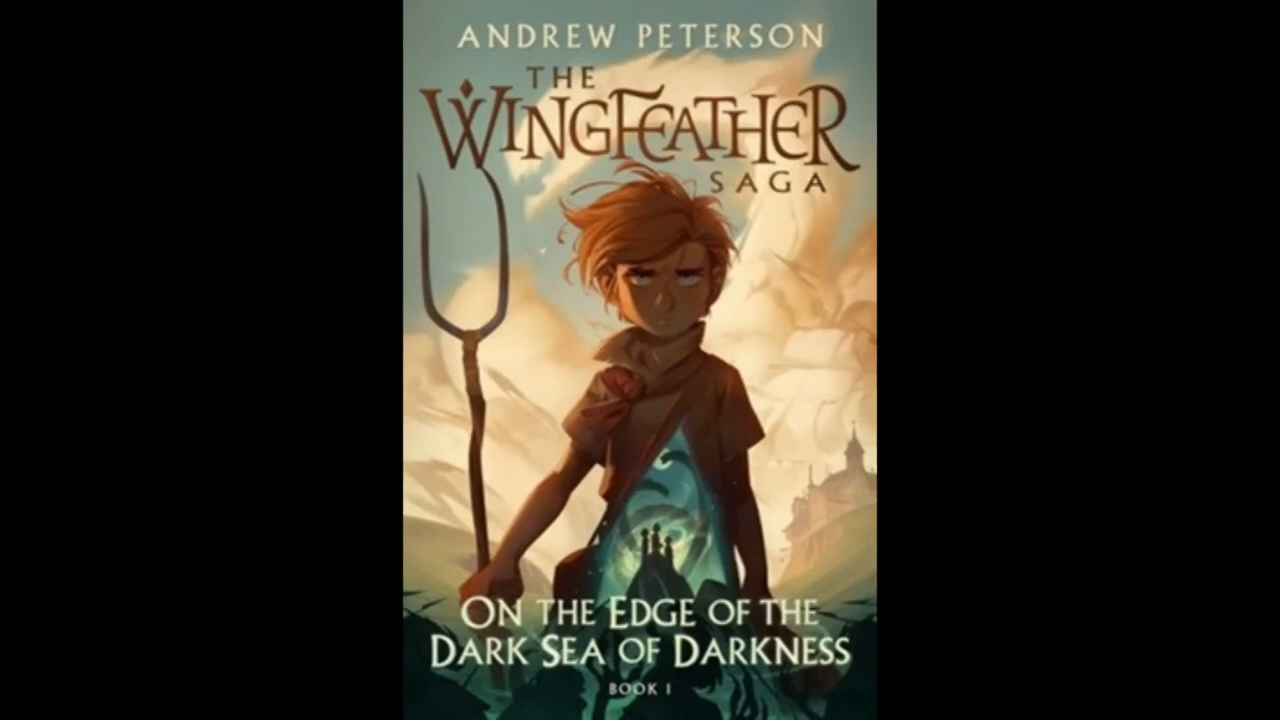 ANDREW PETERSON
THE
WINGFEATHER
SAGA
ON THE EDGE OF THE
DARK SEA OF DARKNESS
BOOK 1